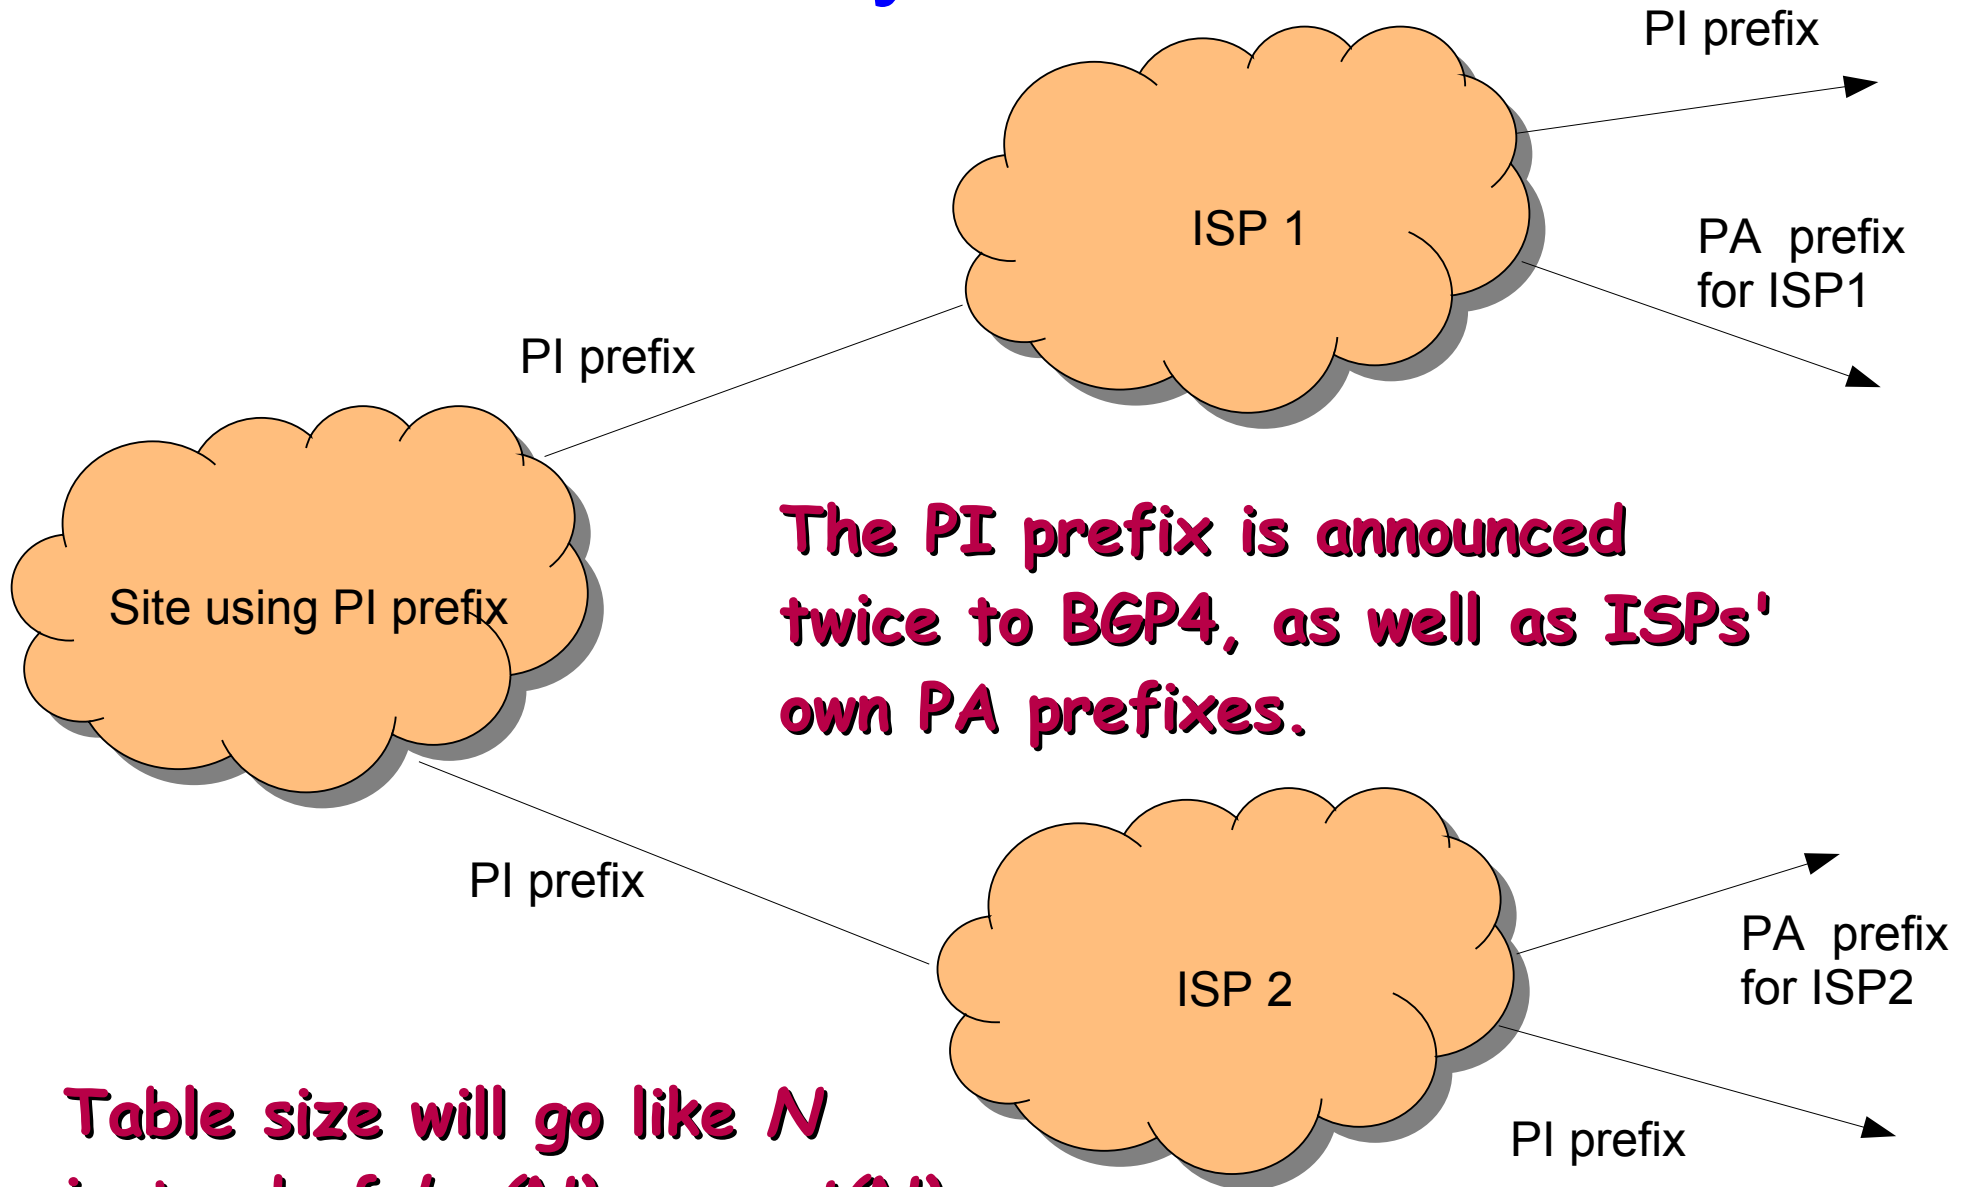 PI prefix
ISP 1
PA prefix
for ISP1
PI prefix
The PI prefix is announced
twice to BGP4, as well as ISPs'
own PA prefixes.
Site using PI prefix
PI prefix
ISP 2
PA prefix
for ISP2
PI prefix
Table size will go like N